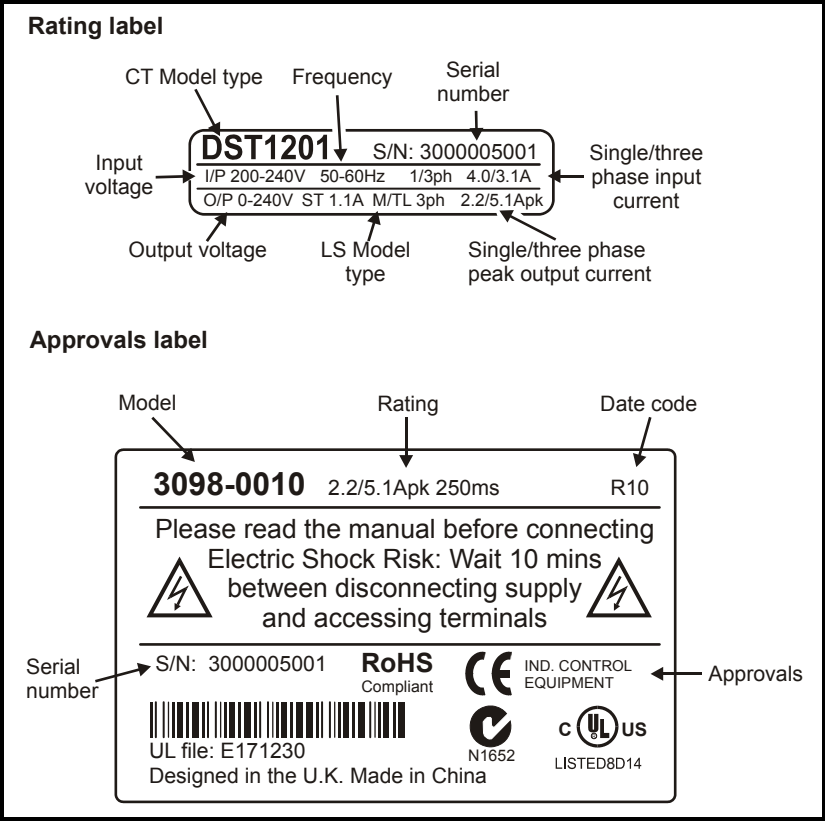 Rating label
CT Model type
Frequency
Serial
number
Input
voltage
DST1201
S/N: 3000005001
I/P 200-240V 50-60Hz 1/3ph 4.0/3.1A
O/P 0-240V ST 1.1A M/TL 3ph 2.2/5.1Apk
Single/three
phase input
current
Output voltage
LS Model
type
Single/three phase
peak output current
Approvals label
Model
Rating
Date code
3098-0010 2.2/5.1Apk 250ms R10
Please read the manual before connecting
Electric Shock Risk: Wait 10 mins
between disconnecting supply
and accessing terminals
Serial
number
S/N: 3000005001
RoHS
Compliant
CE
IND. CONTROL
EQUIPMENT
Approvals
UL file: E171230
Designed in the U.K. Made in China
N1652
C UL US
LISTED8D14